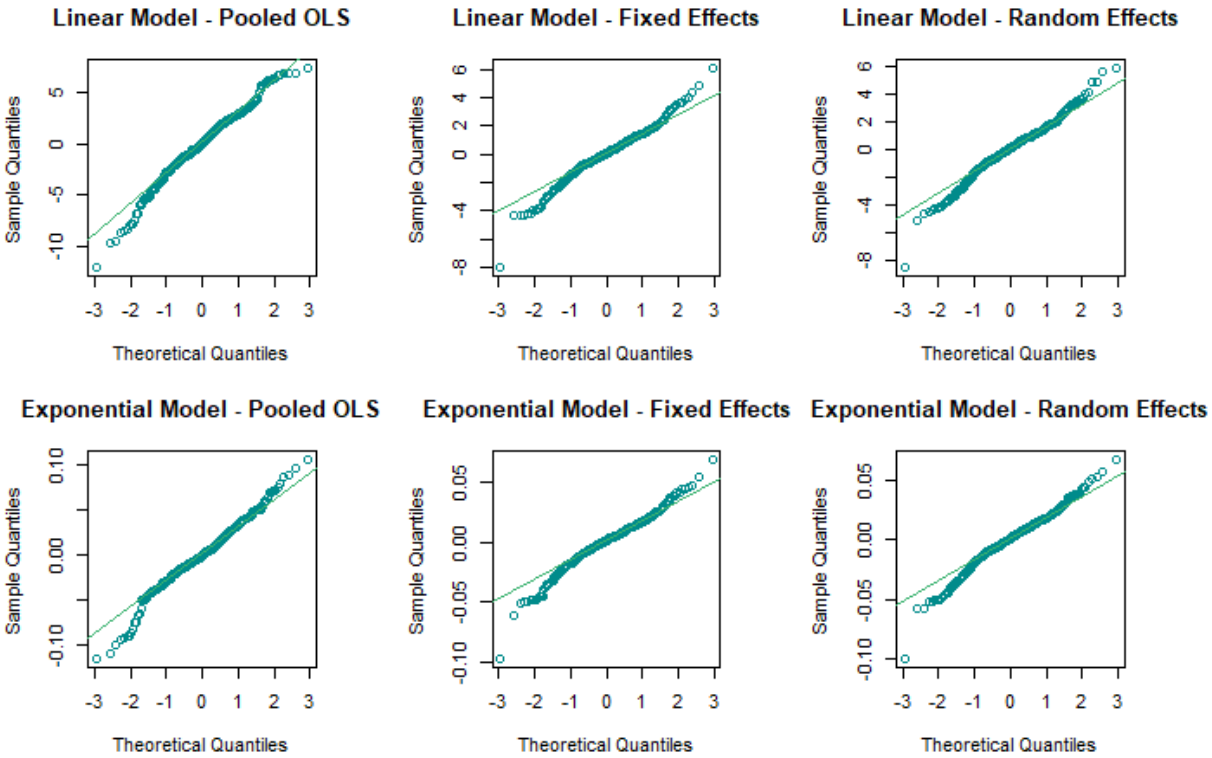 Linear Model - Pooled OLS
Sample Quantiles
5
0
-5
-10
-3 -2 -1 0 1 2 3
Theoretical Quantiles
Linear Model - Fixed Effects
Sample Quantiles
6
4
2
0
-4
-8
-3 -2 -1 0 1 2 3
Theoretical Quantiles
Linear Model - Random Effects
Sample Quantiles
6
4
2
0
-4
-8
-3 -2 -1 0 1 2 3
Theoretical Quantiles
Exponential Model - Pooled OLS
Sample Quantiles
0.10
0.00
-0.10
-3 -2 -1 0 1 2 3
Theoretical Quantiles
Exponential Model - Fixed Effects
Sample Quantiles
0.05
0.00
-0.05
-0.10
-3 -2 -1 0 1 2 3
Theoretical Quantiles
Exponential Model - Random Effects
Sample Quantiles
0.05
0.00
-0.05
-0.10
-3 -2 -1 0 1 2 3
Theoretical Quantiles